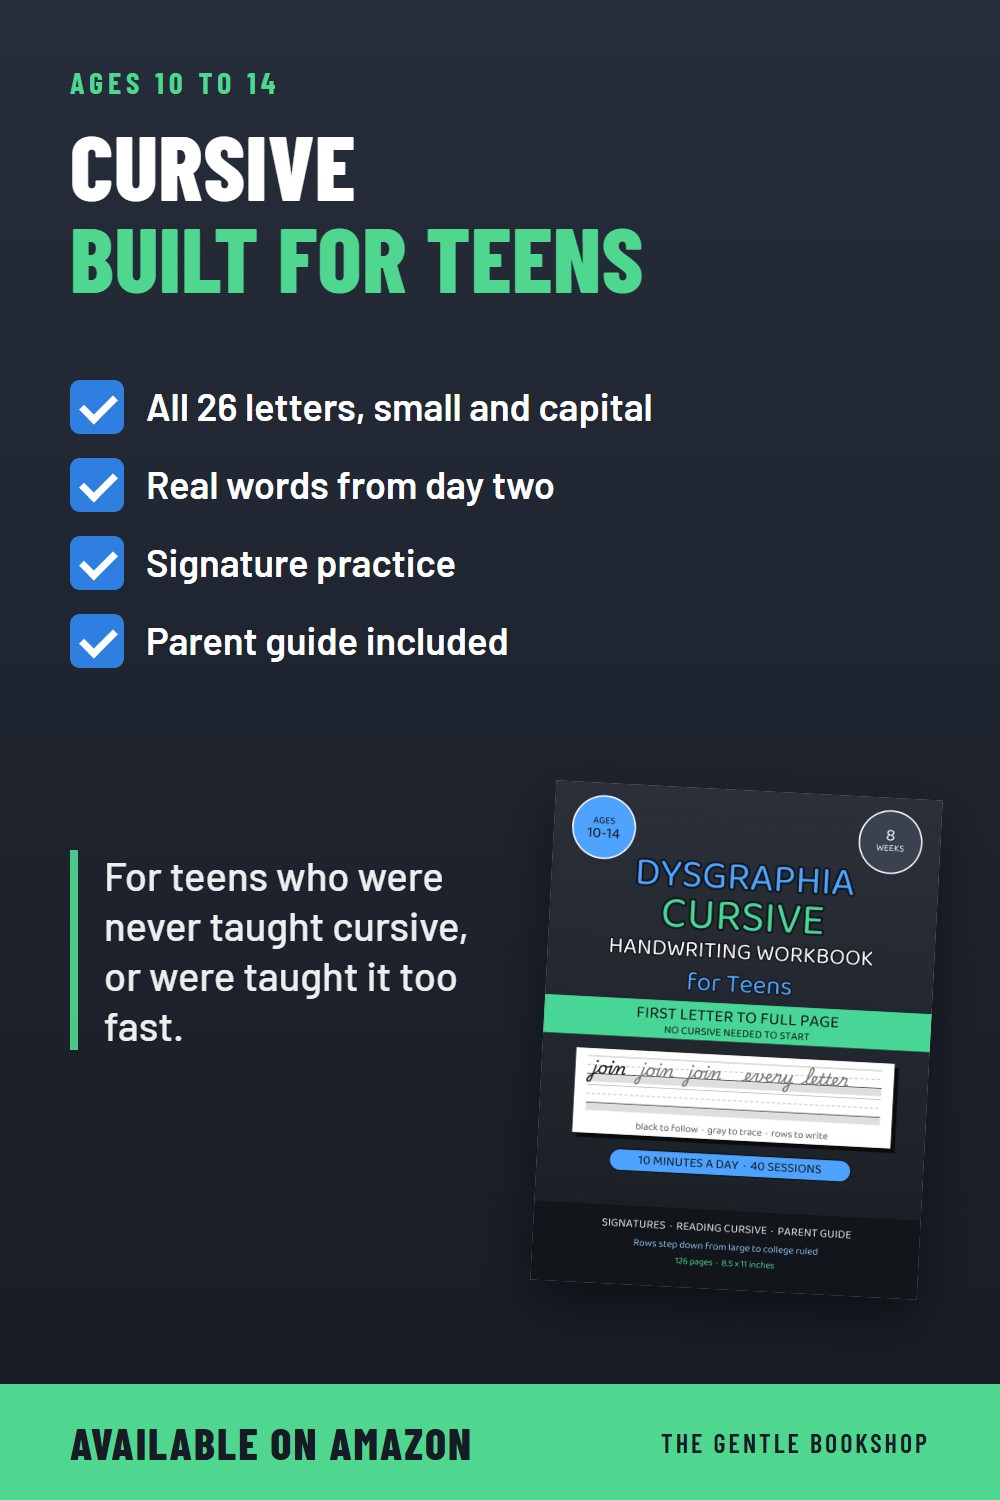 AGES 10 TO 14
CURSIVE
BUILT FOR TEENS
All 26 letters, small and capital
Real words from day two
Signature practice
Parent guide included
For teens who were
never taught cursive,
or were taught it too
fast.
AGES
10-14
8
WEEKS
DYSGRAPHIA
CURSIVE
HANDWRITING WORKBOOK
for Teens
FIRST LETTER TO FULL PAGE
NO CURSIVE NEEDED TO START
join join join every letter
black to follow · gray to trace · rows to write
10 MINUTES A DAY · 40 SESSIONS
SIGNATURES · READING CURSIVE · PARENT GUIDE
Rows step down from large to college ruled
126 pages · 8.5 x 11 inches
AVAILABLE ON AMAZON
THE GENTLE BOOKSHOP